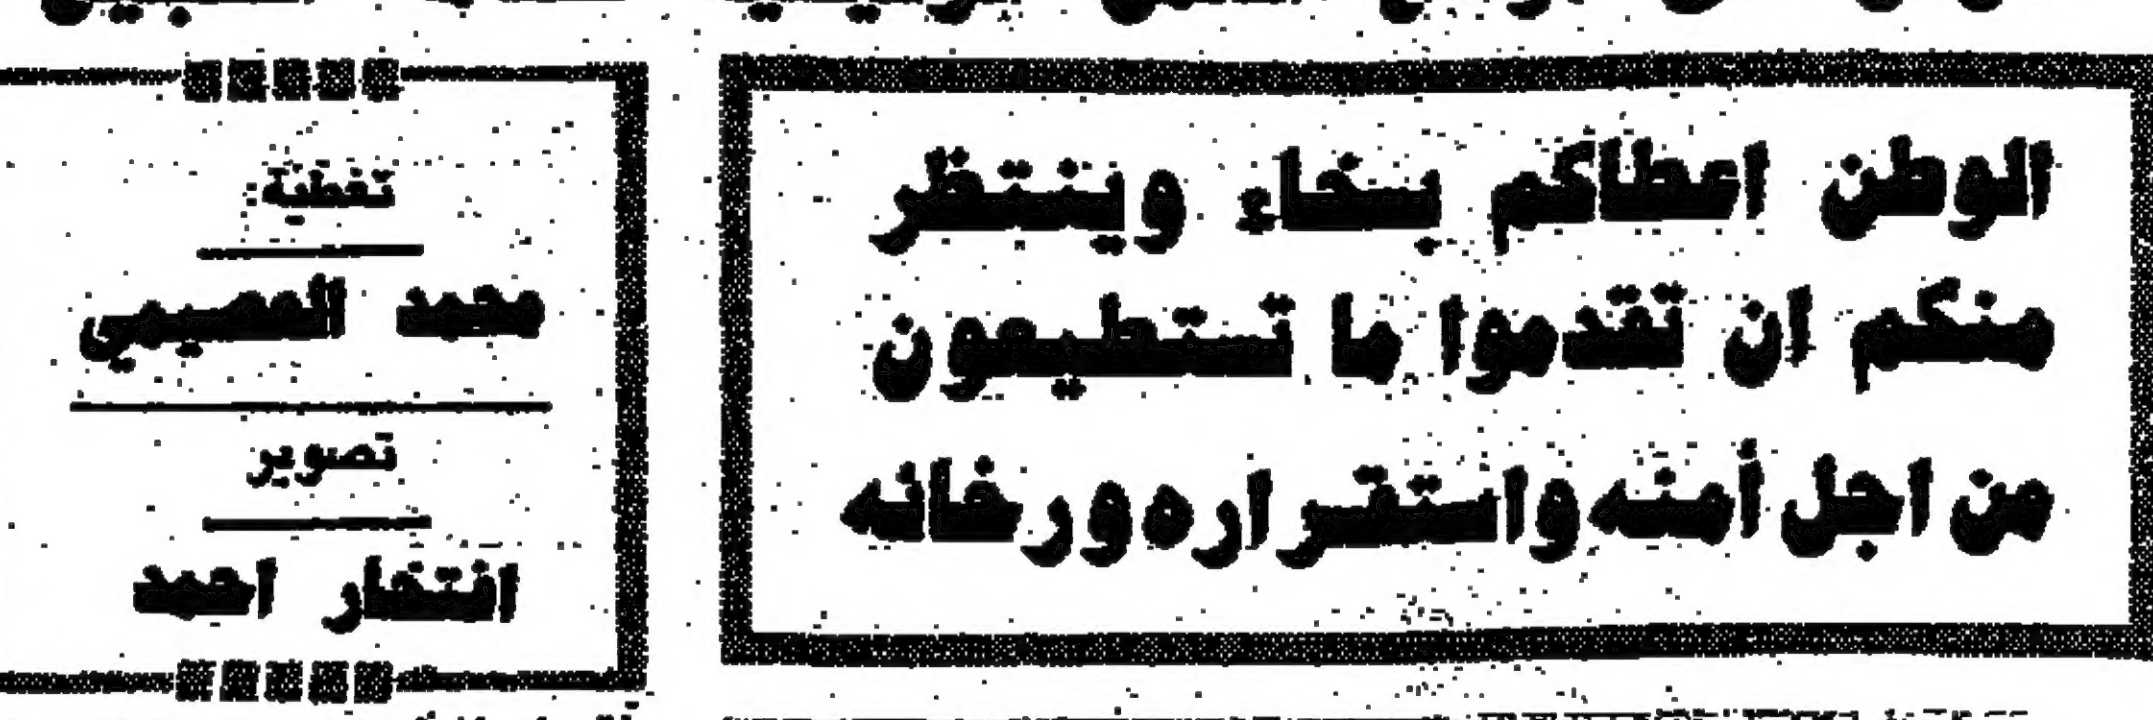 الوطن اعطاكم بسخاء وينتظر
منكم ان تقدموا ما تستطيعون
من اجل أمنه واستقراره ورخائه
تغطية:
محمد العصيمي
تصوير
انتظار احمد